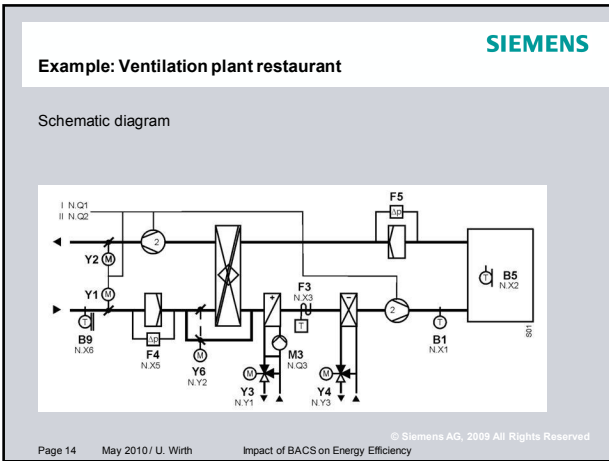 SIEMENS
Example: Ventilation plant restaurant
Schematic diagram
I N.Q1
II N.Q2
F5
Δp
2
Y2 M
Y1 M
F3
N.X3
T
B5
N.X2
T
+
−
2
T
B9
N.X6
Δp
F4
N.X5
M
Y6
N.Y2
M3
N.Q3
M
Y3
N.Y1
M
Y4
N.Y3
T
B1
N.X1
S01
© Siemens AG, 2009 All Rights Reserved
Page 14 May 2010 / U. Wirth Impact of BACS on Energy Efficiency